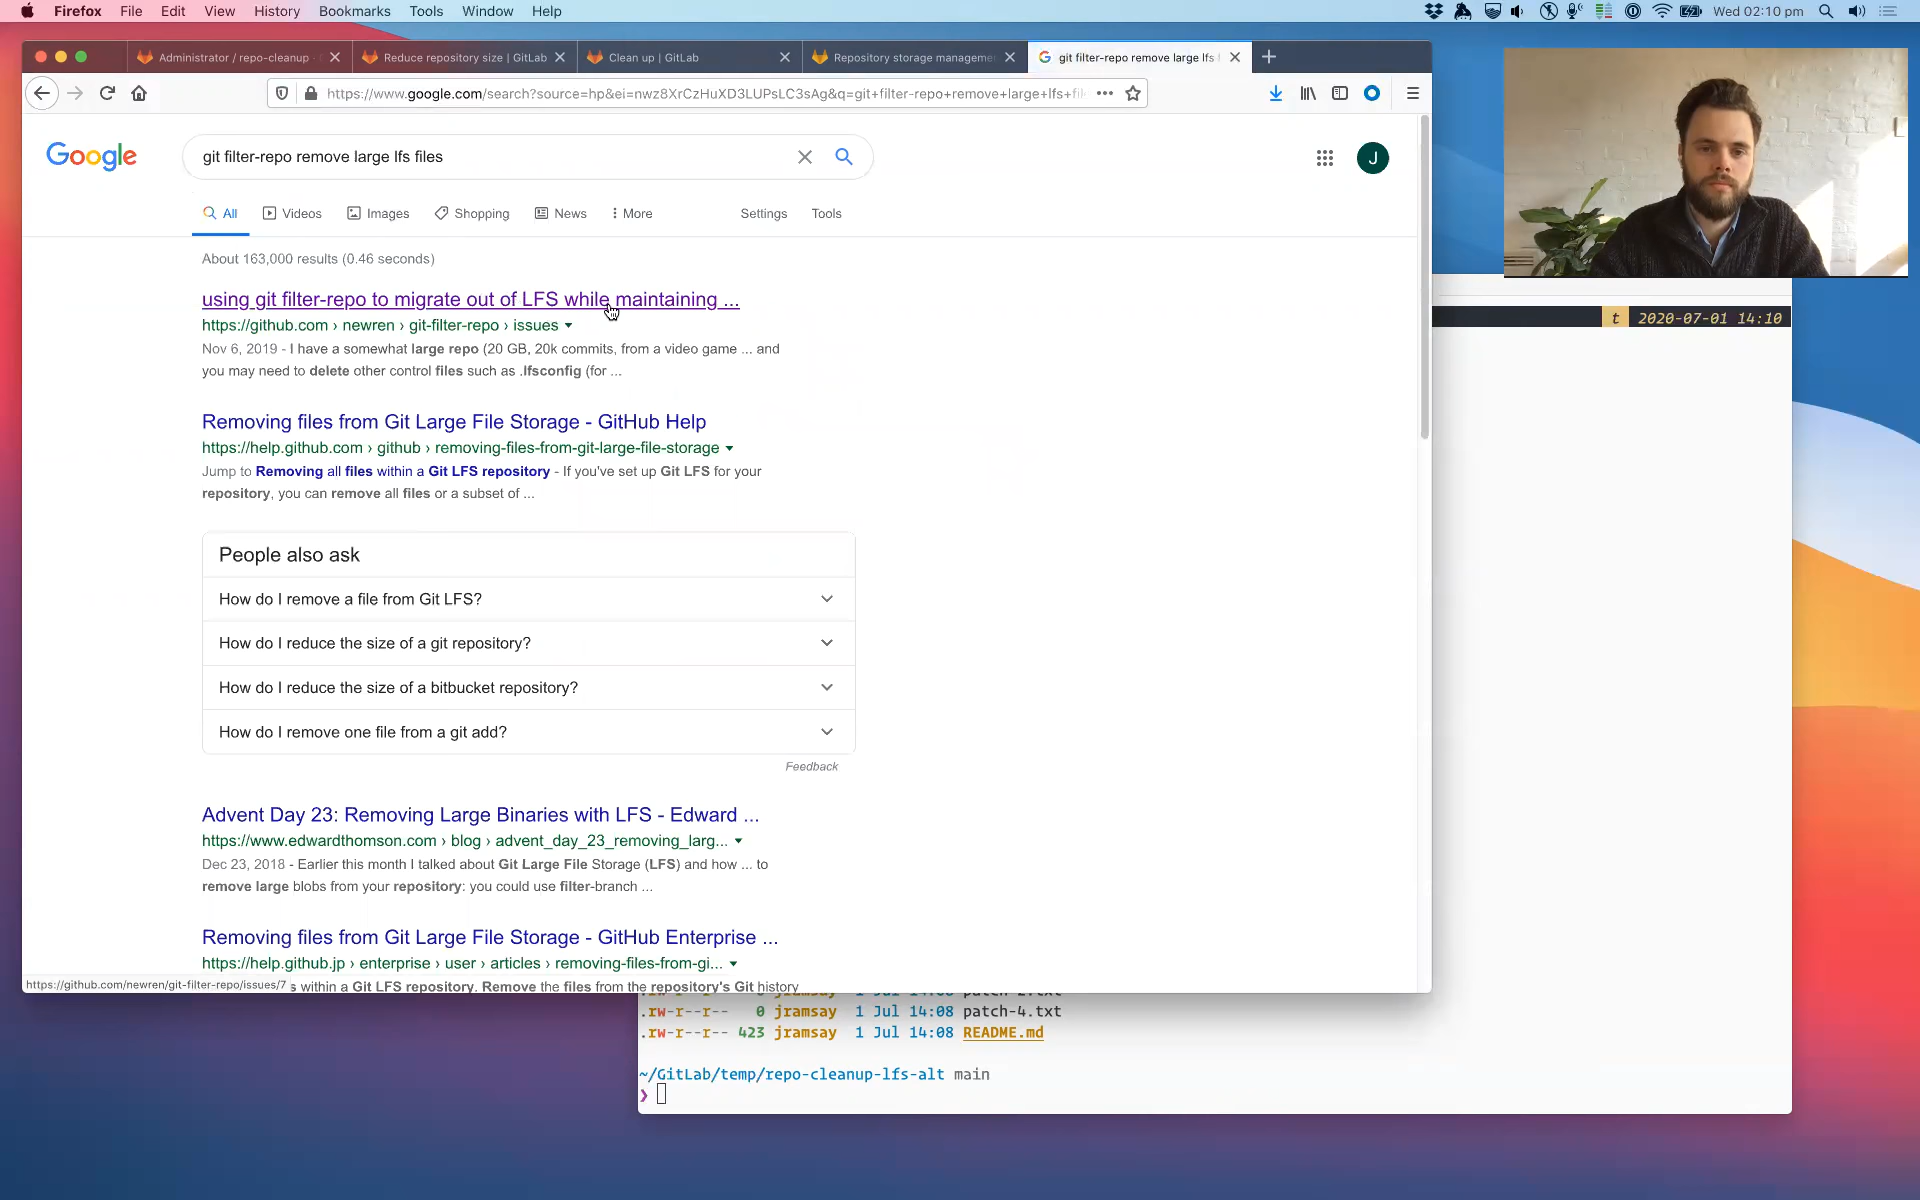 Firefox File Edit View History Bookmarks Tools Window Help
Wed 02:10 pm
Administrator / repo-cleanup ·
Reduce repository size | GitLab
Clean up | GitLab
Repository storage manageme
git filter-repo remove large lfs
https://www.google.com/search?source=hp&ei=nwz8XrCzHuXD3LUPsLC3sAg&q=git+filter-repo+remove+large+lfs+fil
Google
git filter-repo remove large lfs files
J
All Videos Images Shopping News More Settings Tools
About 163,000 results (0.46 seconds)
using git filter-repo to migrate out of LFS while maintaining ...
https://github.com › newren › git-filter-repo › issues
Nov 6, 2019 - I have a somewhat large repo (20 GB, 20k commits, from a video game ... and
you may need to delete other control files such as .lfsconfig (for ...
Removing files from Git Large File Storage - GitHub Help
https://help.github.com › github › removing-files-from-git-large-file-storage
Jump to Removing all files within a Git LFS repository - If you've set up Git LFS for your
repository, you can remove all files or a subset of ...
People also ask
How do I remove a file from Git LFS?
How do I reduce the size of a git repository?
How do I reduce the size of a bitbucket repository?
How do I remove one file from a git add?
Feedback
Advent Day 23: Removing Large Binaries with LFS - Edward ...
https://www.edwardthomson.com › blog › advent_day_23_removing_larg...
Dec 23, 2018 - Earlier this month I talked about Git Large File Storage (LFS) and how ... to
remove large blobs from your repository: you could use filter-branch ...
Removing files from Git Large File Storage - GitHub Enterprise ...
https://help.github.jp › enterprise › user › articles › removing-files-from-gi...
s within a Git LFS repository. Remove the files from the repository's Git history
https://github.com/newren/git-filter-repo/issues/7
t 2020-07-01 14:10
.rw-r--r-- 0 jramsay 1 Jul 14:08 patch-2.txt
.rw-r--r-- 0 jramsay 1 Jul 14:08 patch-4.txt
.rw-r--r-- 423 jramsay 1 Jul 14:08 README.md
~/GitLab/temp/repo-cleanup-lfs-alt main
❯